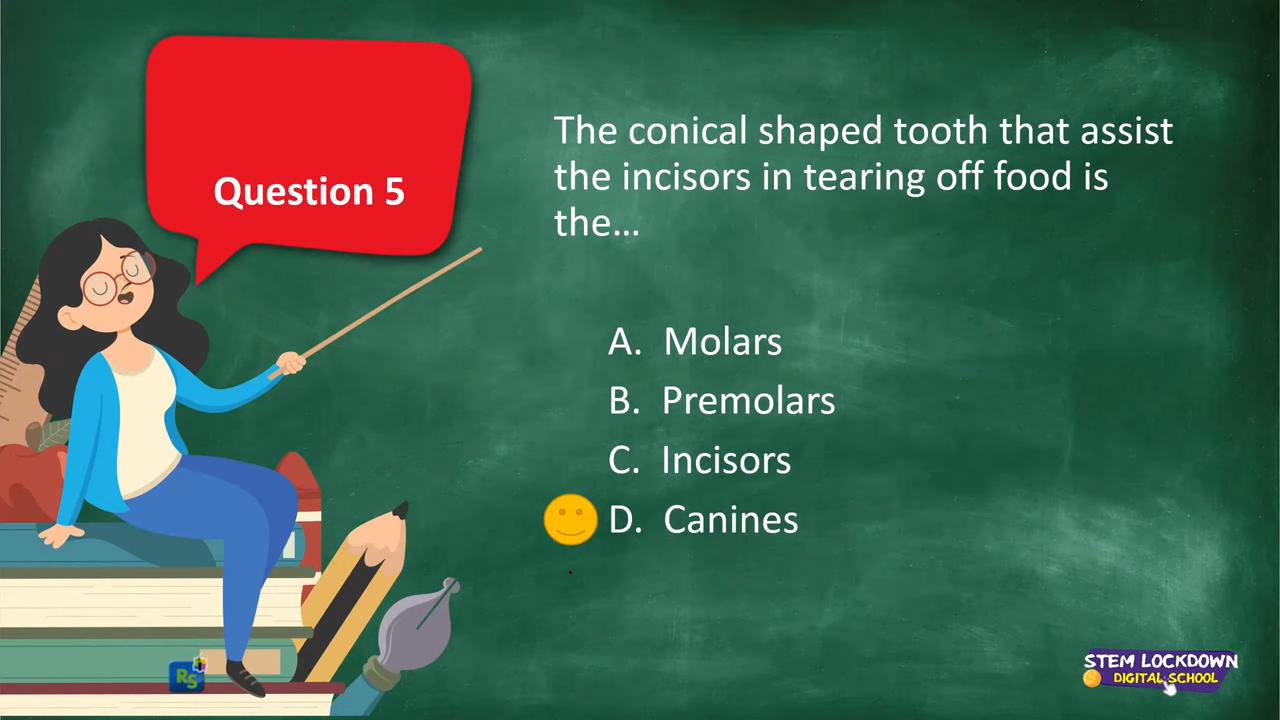 Question 5
The conical shaped tooth that assist
the incisors in tearing off food is
the...
A. Molars
B. Premolars
C. Incisors
D. Canines
RS
STEM LOCKDOWN
DIGITAL SCHOOL